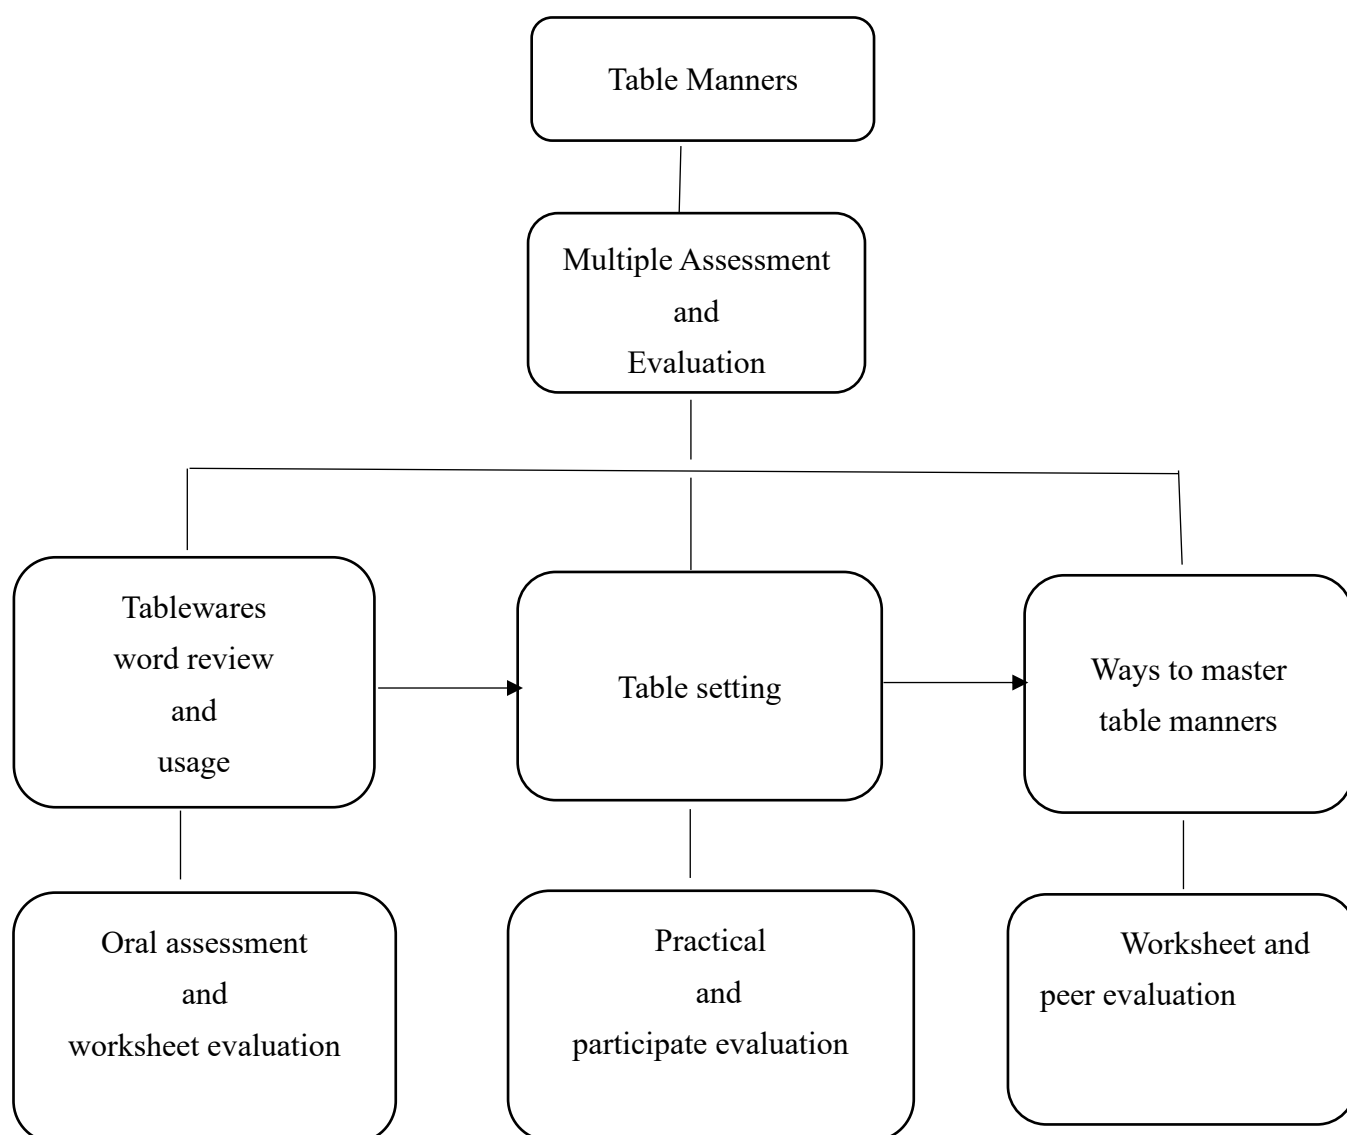 Table Manners
Multiple Assessment
and
Evaluation
Tablewares
word review
and
usage
Table setting
Ways to master
table manners
Oral assessment
and
worksheet evaluation
Practical
and
participate evaluation
Worksheet and
peer evaluation